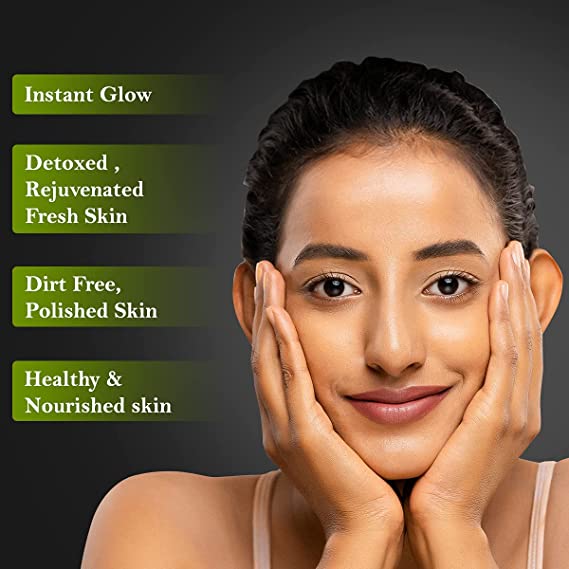 Instant Glow
Detoxed ,
Rejuvenated
Fresh Skin
Dirt Free,
Polished Skin
Healthy &
Nourished skin